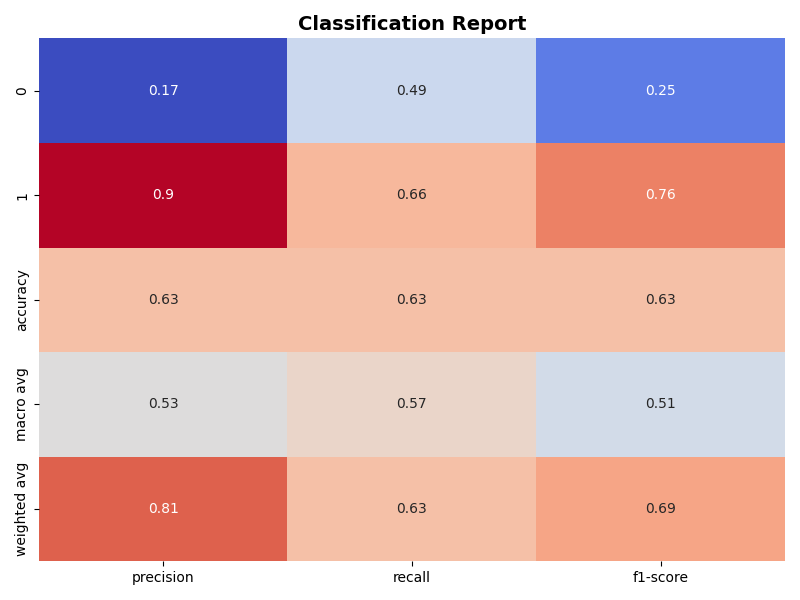 Classification Report
0 0.17 0.49 0.25
1 0.9 0.66 0.76
accuracy 0.63 0.63 0.63
macro avg 0.53 0.57 0.51
weighted avg 0.81 0.63 0.69
precision recall f1-score